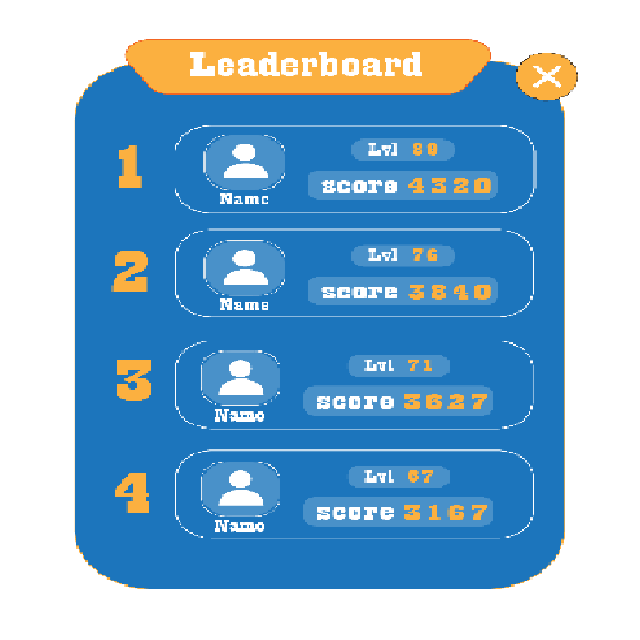 Leaderboard
1
Lvl 80
score 4320
Name
2
Lvl 76
score 3840
Name
3
Lvl 71
score 3627
Name
4
Lvl 67
score 3167
Name